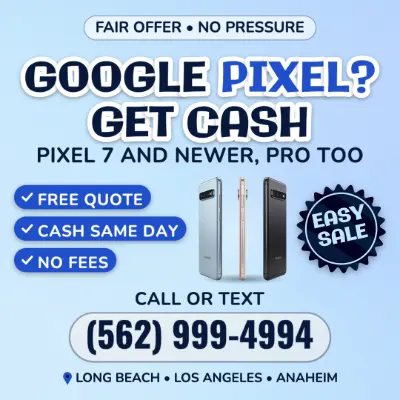 FAIR OFFER • NO PRESSURE
GOOGLE PIXEL?
GET CASH
PIXEL 7 AND NEWER, PRO TOO
FREE QUOTE
CASH SAME DAY
NO FEES
EASY
SALE
CALL OR TEXT
(562) 999-4994
LONG BEACH • LOS ANGELES • ANAHEIM